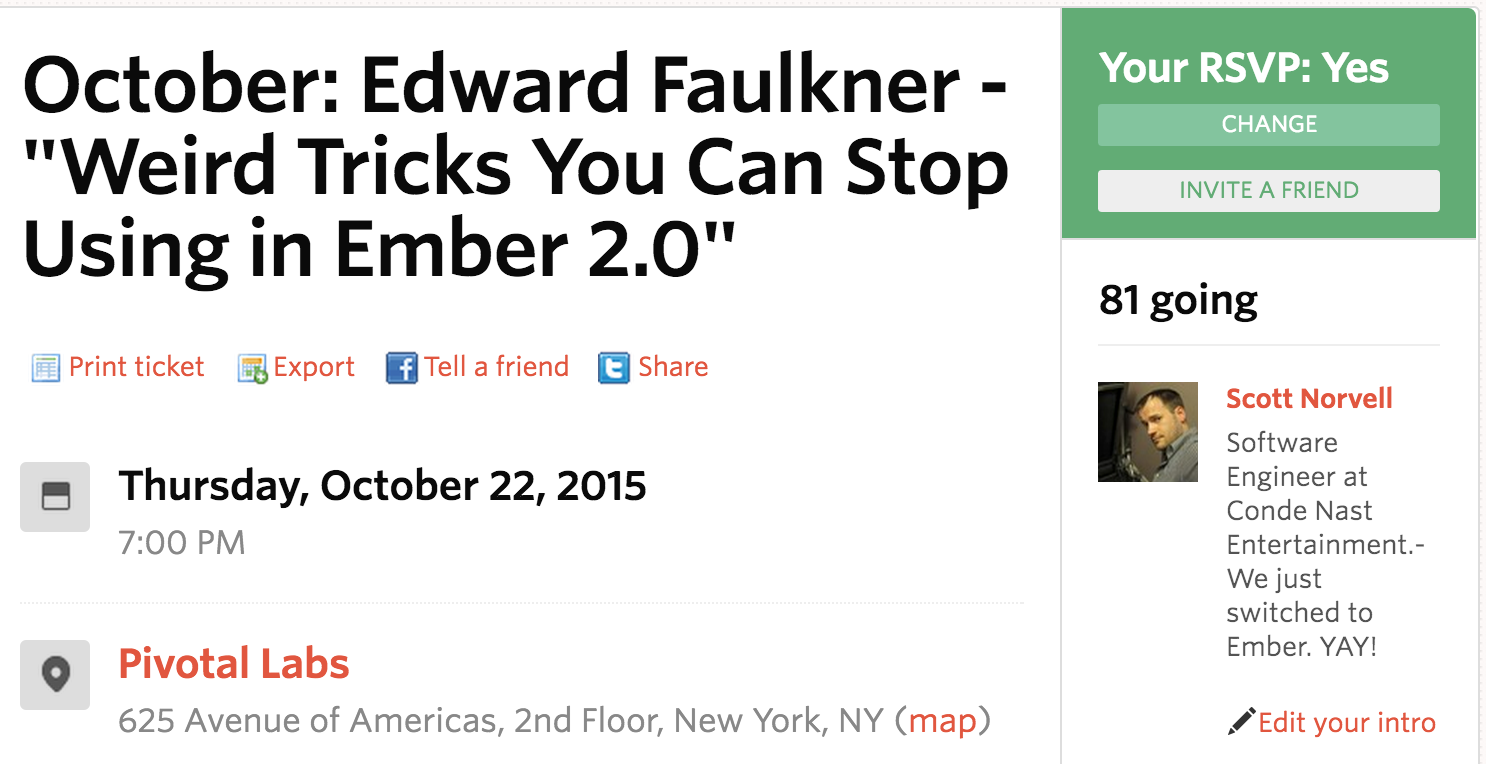 October: Edward Faulkner -
"Weird Tricks You Can Stop
Using in Ember 2.0"
Print ticket Export Tell a friend Share
Thursday, October 22, 2015
7:00 PM
Pivotal Labs
625 Avenue of Americas, 2nd Floor, New York, NY (map)
Your RSVP: Yes
CHANGE
INVITE A FRIEND
81 going
Scott Norvell
Software
Engineer at
Conde Nast
Entertainment.-
We just
switched to
Ember. YAY!
Edit your intro